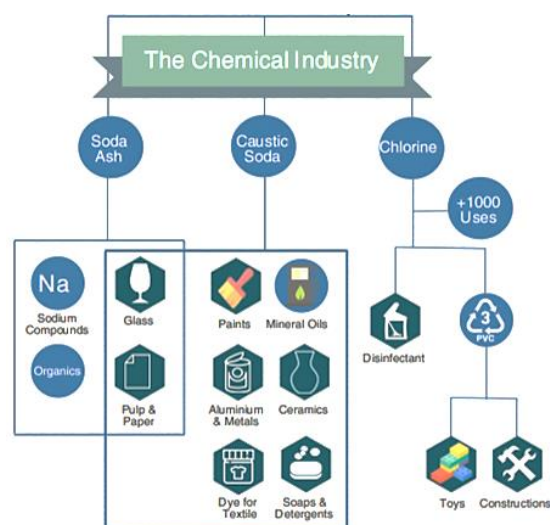 The Chemical Industry
Soda
Ash
Caustic
Soda
Chlorine
+1000
Uses
Na
Sodium
Compounds
Glass
Paints
Mineral Oils
Disinfectant
3
PVC
Organics
Pulp &
Paper
Aluminium
& Metals
Ceramics
Dye for
Textile
Soaps &
Detergents
Toys
Constructions